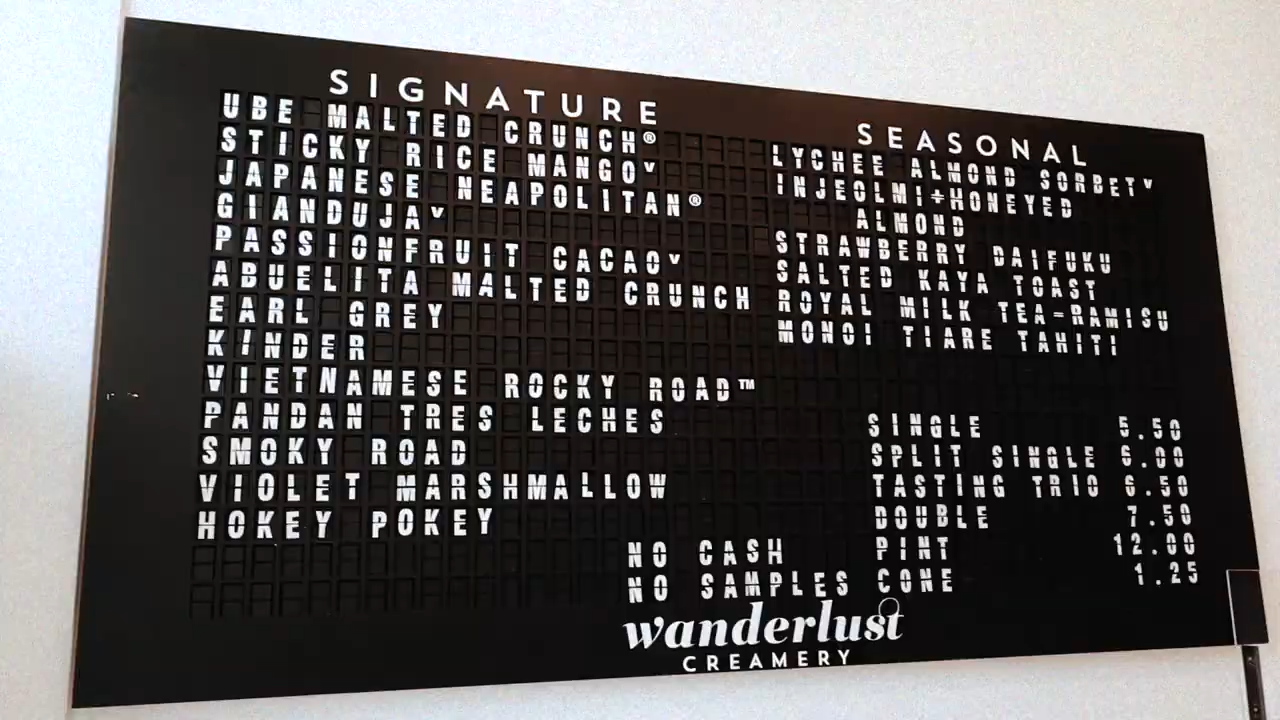 SIGNATURE
UBE MALTED CRUNCH®
STICKY RICE MANGOᵛ
JAPANESE NEAPOLITAN®
GIANDUJAᵛ
PASSIONFRUIT CACAOᵛ
ABUELITA MALTED CRUNCH
EARL GREY
KINDER
VIETNAMESE ROCKY ROAD™
PANDAN TRES LECHES
SMOKY ROAD
VIOLET MARSHMALLOW
HOKEY POKEY
SEASONAL
LYCHEE ALMOND SORBETᵛ
INJEOLMI+HONEYED
ALMOND
STRAWBERRY DAIFUKU
SALTED KAYA TOAST
ROYAL MILK TEA-RAMISU
MONOI TIARE TAHITI
SINGLE 5.50
SPLIT SINGLE 6.00
TASTING TRIO 6.50
DOUBLE 7.50
PINT 12.00
CONE 1.25
NO CASH
NO SAMPLES
wanderlust
CREAMERY